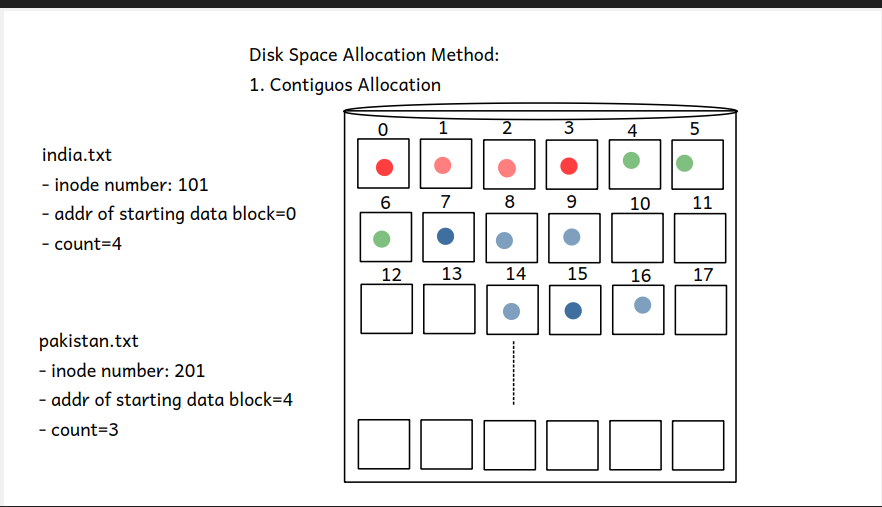 Disk Space Allocation Method:
1. Contiguos Allocation
india.txt
- inode number: 101
- addr of starting data block=0
- count=4
pakistan.txt
- inode number: 201
- addr of starting data block=4
- count=3
0 1 2 3 4 5
6 7 8 9 10 11
12 13 14 15 16 17